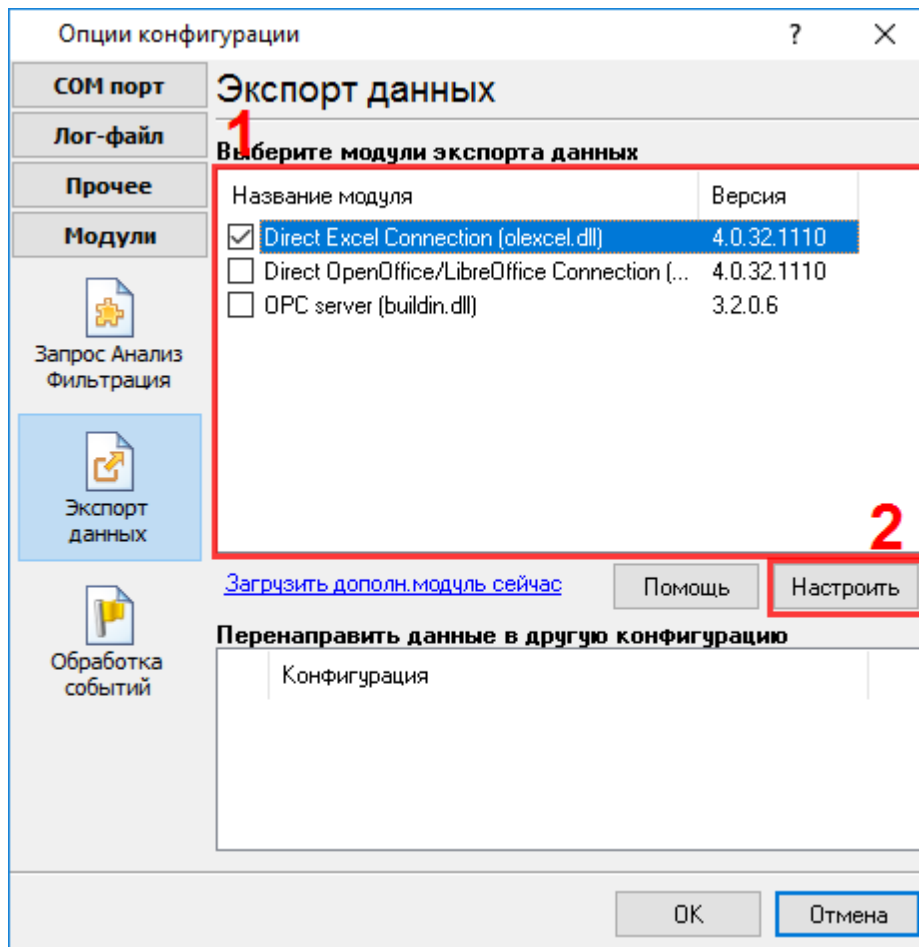 Опции конфигурации
?
COM порт
Лог-файл
Прочее
Модули
Запрос Анализ
Фильтрация
Экспорт
данных
Обработка
событий
Экспорт данных
1
Выберите модули экспорта данных
Название модуля Версия
Direct Excel Connection (olexcel.dll) 4.0.32.1110
Direct OpenOffice/LibreOffice Connection (... 4.0.32.1110
OPC server (buildin.dll) 3.2.0.6
2
Загрузить дополн.модуль сейчас
Помощь
Настроить
Перенаправить данные в другую конфигурацию
Конфигурация
OK
Отмена